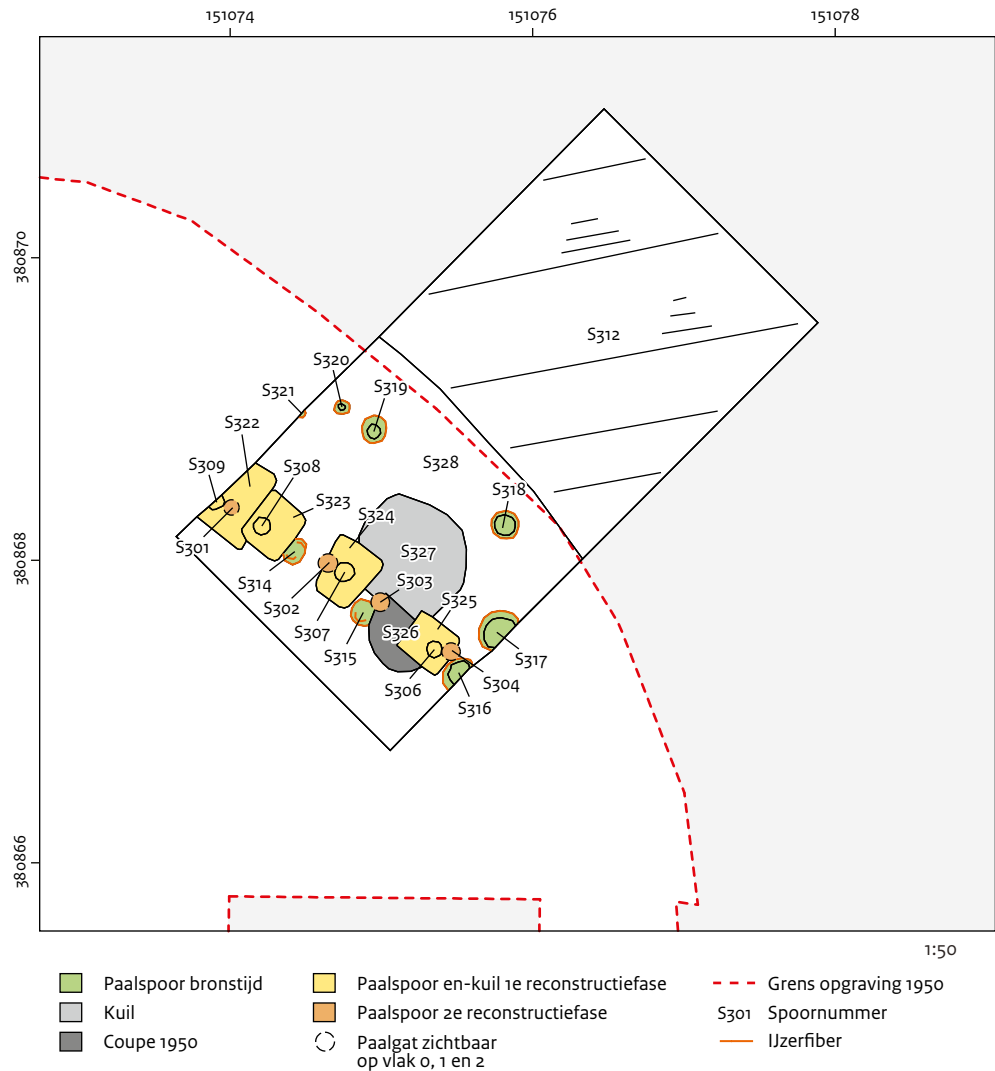 151074 151076 151078
380870
380868
380866
S312
S320
S321
S319
S322
S328
S309
S308
S318
S323
S324
S301
S327
S314
S303
S302
S325
S307
S326
S315
S317
S306
S304
S316
1:50
Paalspoor bronstijd
Kuil
Coupe 1950
Paalspoor en-kuil 1e reconstructiefase
Paalspoor 2e reconstructiefase
Paalgat zichtbaar
op vlak 0, 1 en 2
Grens opgraving 1950
S301 Spoornummer
IJzerfiber